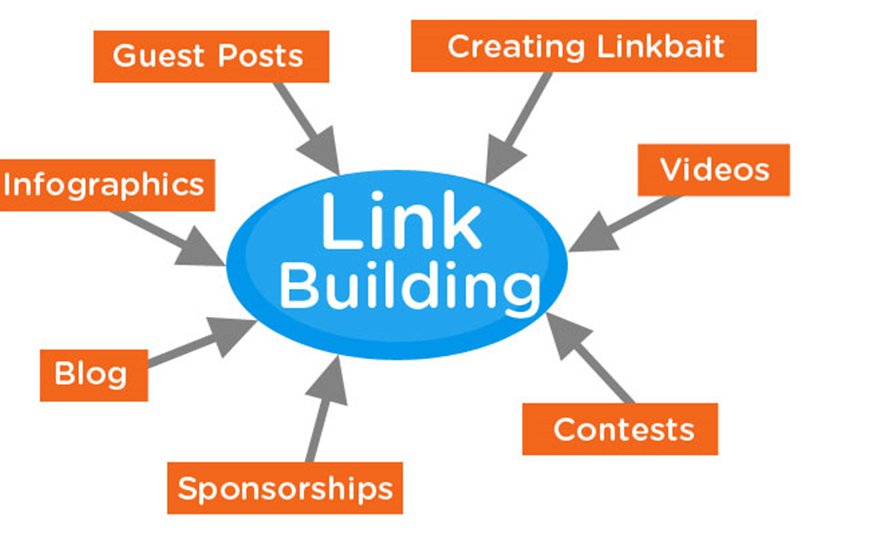 Guest Posts
Creating Linkbait
Infographics
Videos
Link
Building
Blog
Contests
Sponsorships